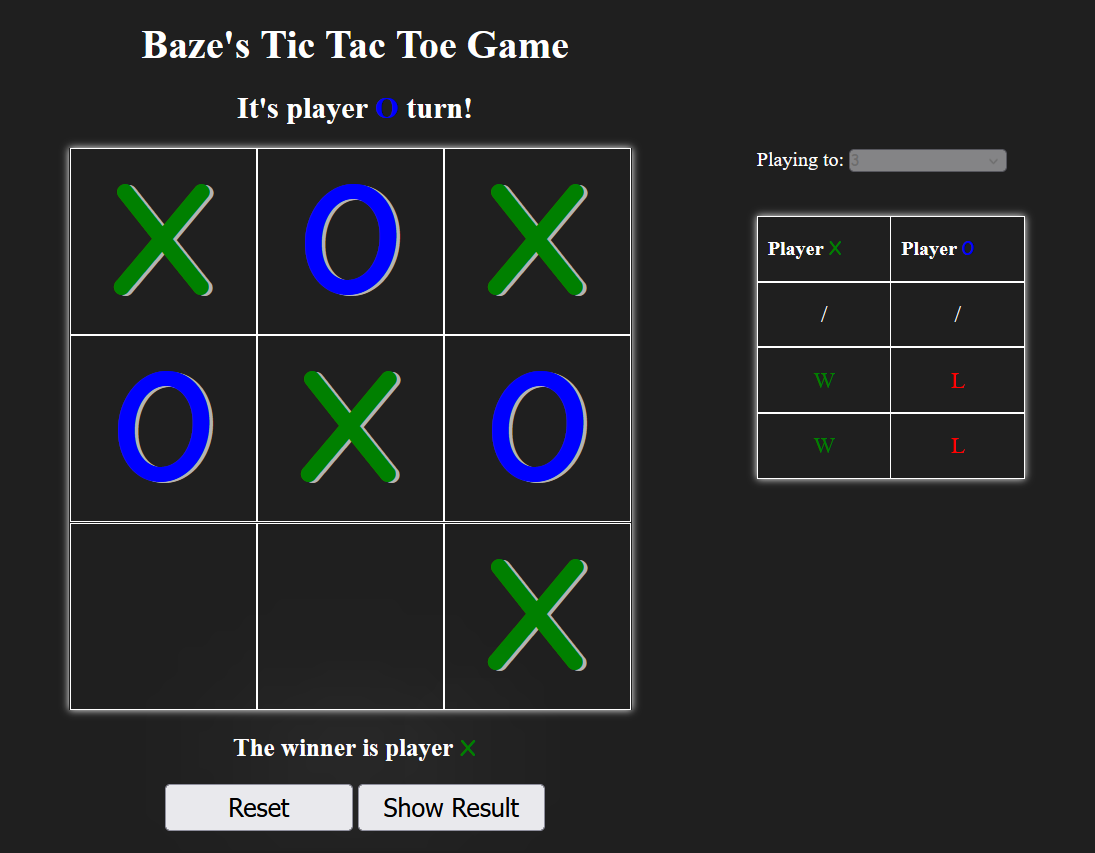 Baze's Tic Tac Toe Game
It's player O turn!
X O X
O X O
X
The winner is player X
Reset Show Result
Playing to: 3
Player X Player O
/ /
W L
W L